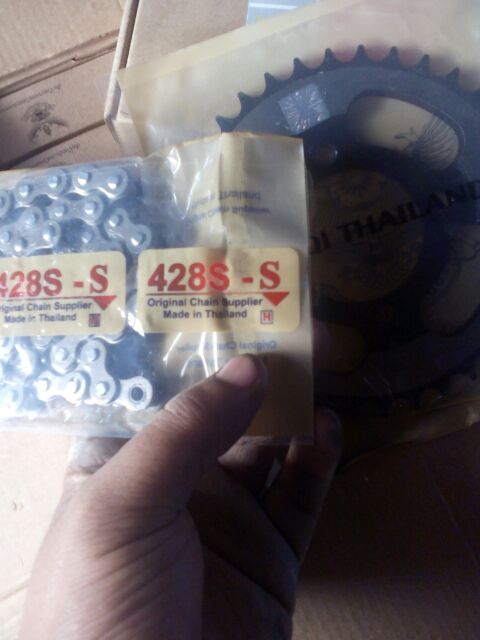 428S - S
Original Chain Supplier
Made in Thailand
428S - S
Original Chain Supplier
Made in Thailand
H
THAILAND